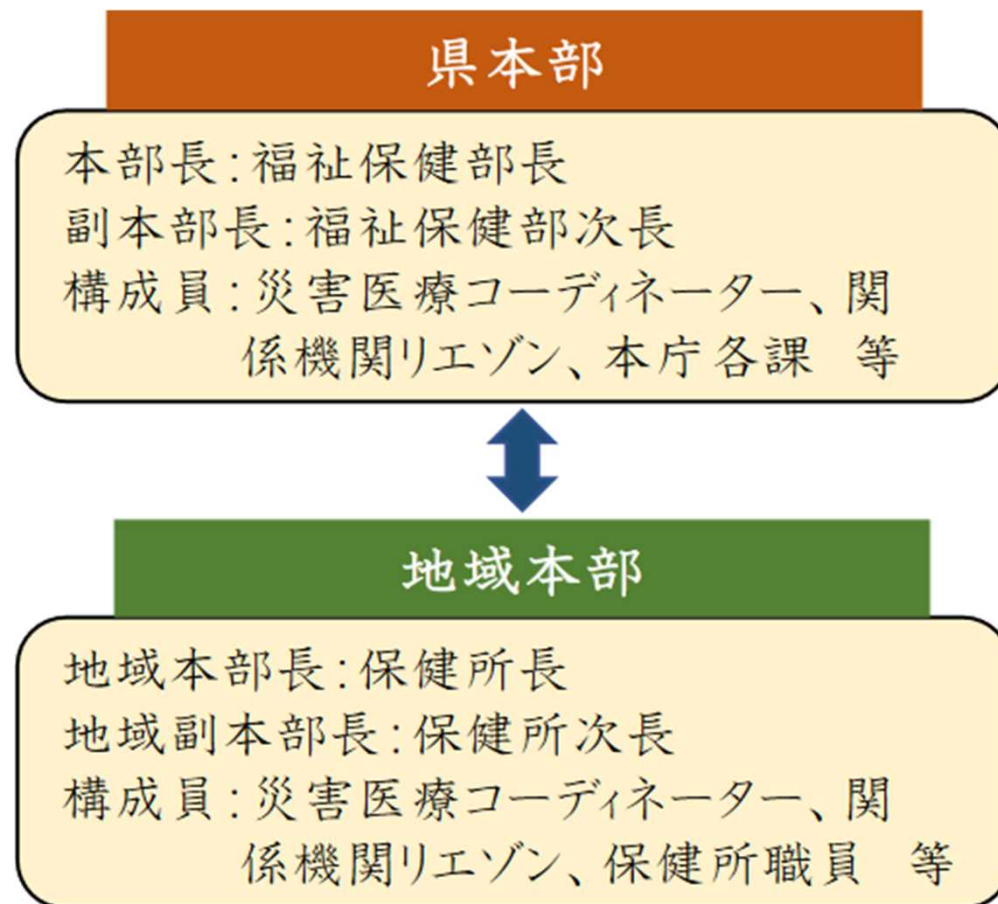 県本部
本部長:福祉保健部長
副本部長:福祉保健部次長
構成員:災害医療コーディネーター、関
係機関リエゾン、本庁各課　等
地域本部
地域本部長:保健所長
地域副本部長:保健所次長
構成員:災害医療コーディネーター、関
係機関リエゾン、保健所職員　等